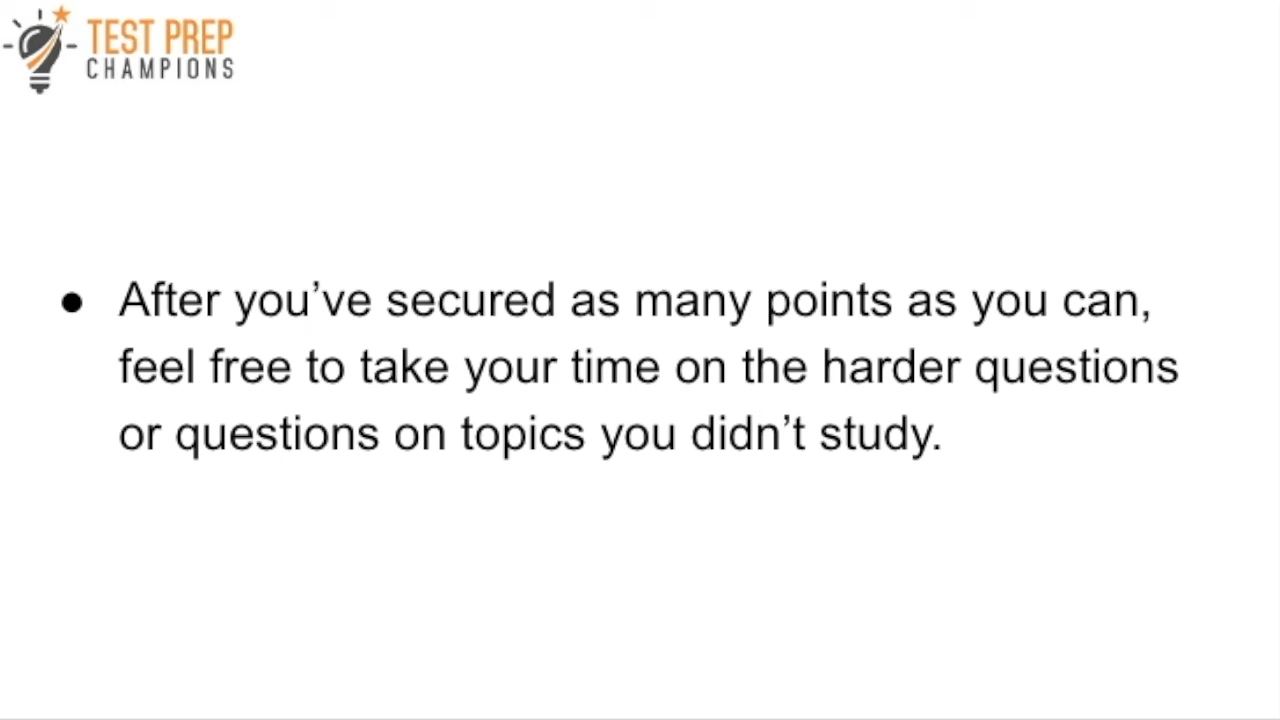 TEST PREP
CHAMPIONS
● After you’ve secured as many points as you can,
feel free to take your time on the harder questions
or questions on topics you didn’t study.